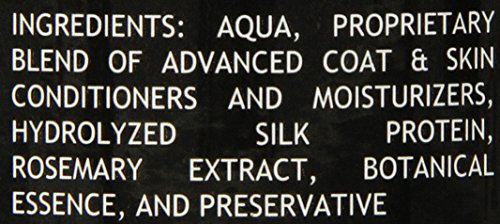 INGREDIENTS: AQUA, PROPRIETARY
BLEND OF ADVANCED COAT & SKIN
CONDITIONERS AND MOISTURIZERS,
HYDROLYZED SILK PROTEIN,
ROSEMARY EXTRACT, BOTANICAL
ESSENCE, AND PRESERVATIVE